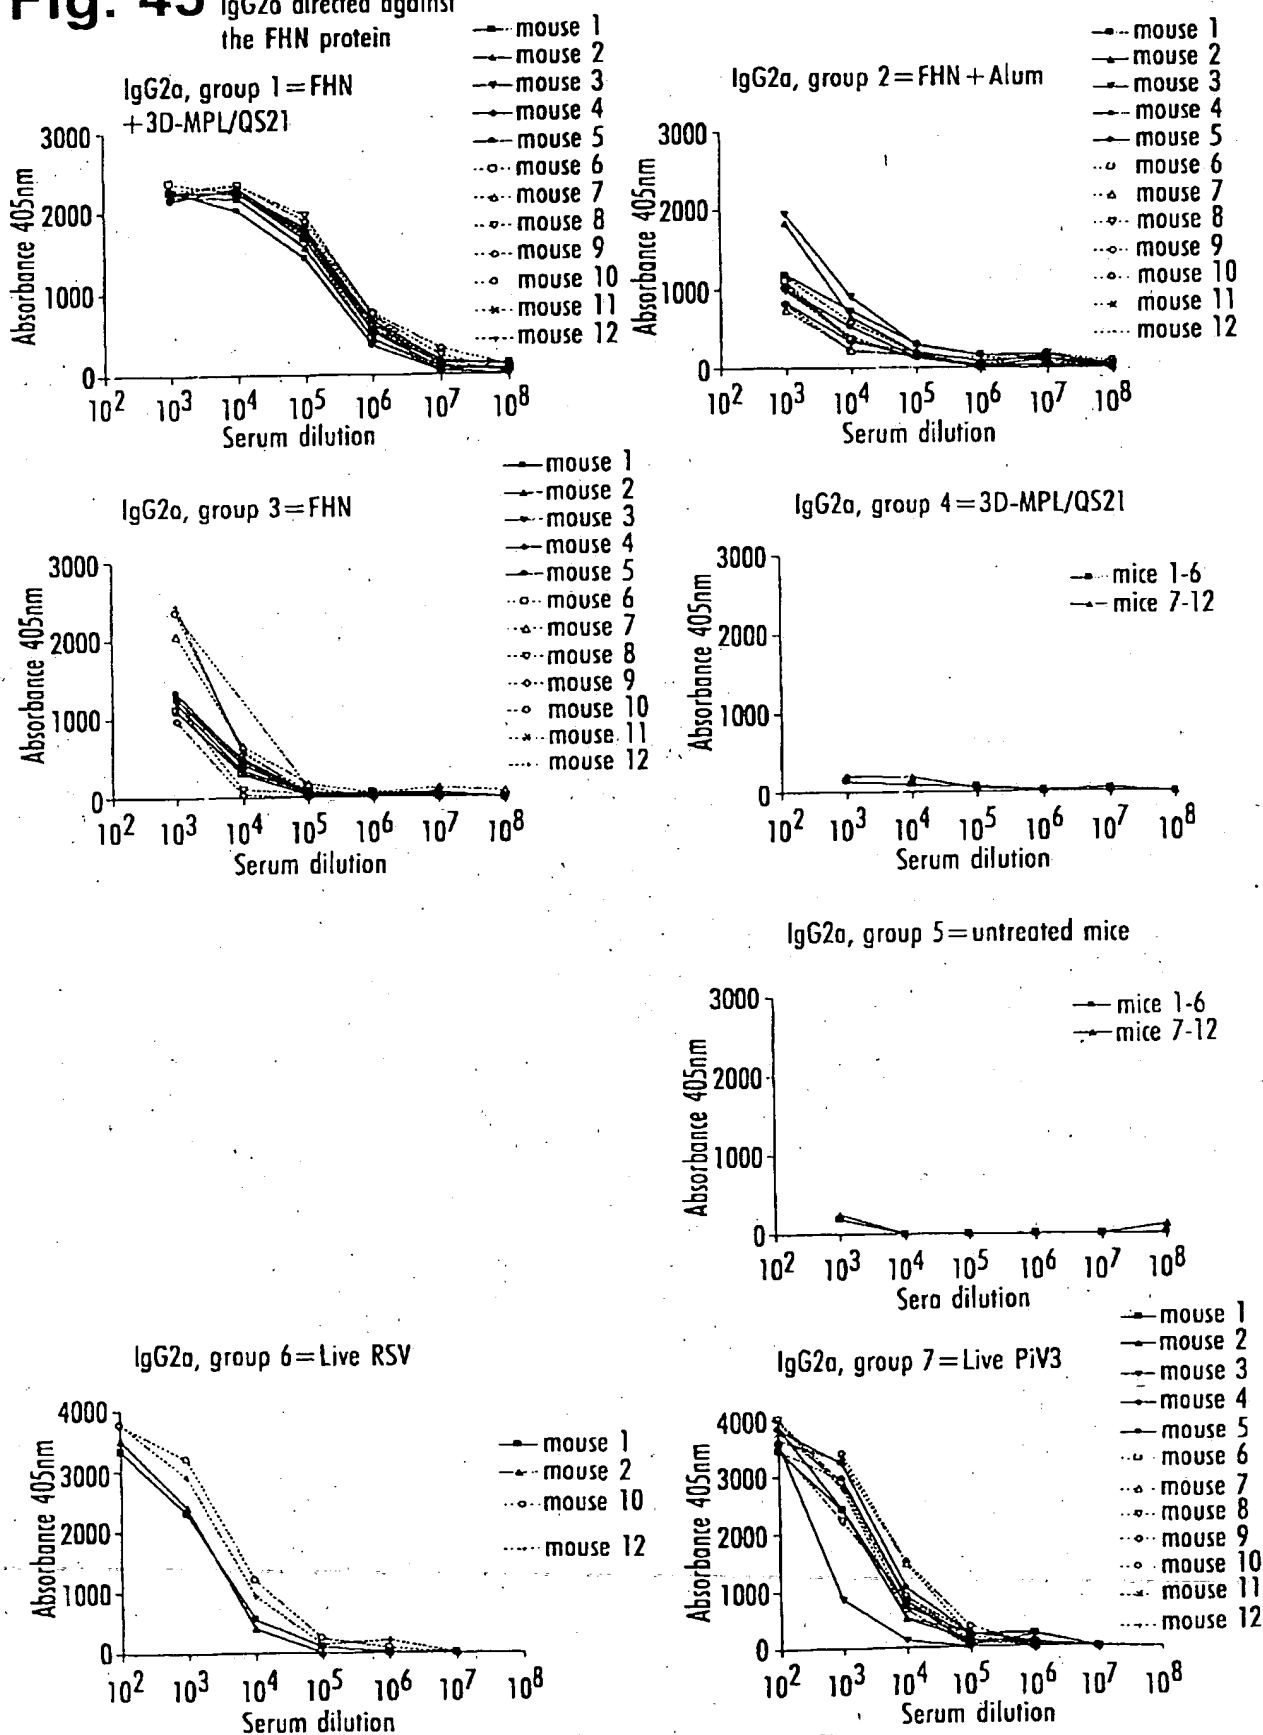 Fig. 45 IgG2a directed against
the FHN protein
IgG2a, group 1=FHN
+3D-MPL/QS21
mouse 1
mouse 2
mouse 3
mouse 4
mouse 5
mouse 6
mouse 7
mouse 8
mouse 9
mouse 10
mouse 11
mouse 12
Absorbance 405nm
3000
2000
1000
0
10² 10³ 10⁴ 10⁵ 10⁶ 10⁷ 10⁸
Serum dilution
IgG2a, group 2=FHN+Alum
mouse 1
mouse 2
mouse 3
mouse 4
mouse 5
mouse 6
mouse 7
mouse 8
mouse 9
mouse 10
mouse 11
mouse 12
Absorbance 405nm
3000
2000
1000
0
10² 10³ 10⁴ 10⁵ 10⁶ 10⁷ 10⁸
Serum dilution
IgG2a, group 3=FHN
mouse 1
mouse 2
mouse 3
mouse 4
mouse 5
mouse 6
mouse 7
mouse 8
mouse 9
mouse 10
mouse 11
mouse 12
Absorbance 405nm
3000
2000
1000
0
10² 10³ 10⁴ 10⁵ 10⁶ 10⁷ 10⁸
Serum dilution
IgG2a, group 4=3D-MPL/QS21
mice 1-6
mice 7-12
Absorbance 405nm
3000
2000
1000
0
10² 10³ 10⁴ 10⁵ 10⁶ 10⁷ 10⁸
Serum dilution
IgG2a, group 5=untreated mice
mice 1-6
mice 7-12
Absorbance 405nm
3000
2000
1000
0
10² 10³ 10⁴ 10⁵ 10⁶ 10⁷ 10⁸
Sera dilution
IgG2a, group 6=Live RSV
mouse 1
mouse 2
mouse 10
mouse 12
Absorbance 405nm
4000
3000
2000
1000
0
10² 10³ 10⁴ 10⁵ 10⁶ 10⁷ 10⁸
Serum dilution
IgG2a, group 7=Live PiV3
mouse 1
mouse 2
mouse 3
mouse 4
mouse 5
mouse 6
mouse 7
mouse 8
mouse 9
mouse 10
mouse 11
mouse 12
Absorbance 405nm
4000
3000
2000
1000
0
10² 10³ 10⁴ 10⁵ 10⁶ 10⁷ 10⁸
Serum dilution